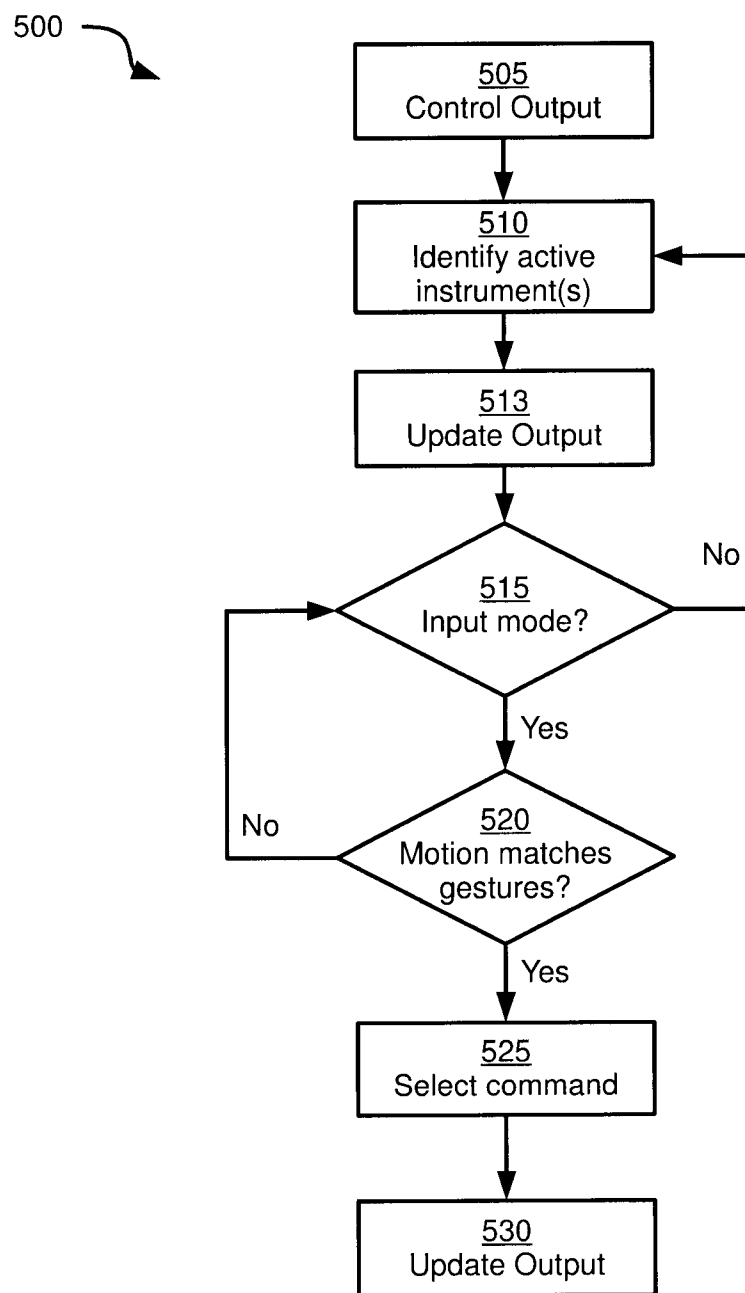 500
505
Control Output
510
Identify active
instrument(s)
513
Update Output
No
515
Input mode?
Yes
No
520
Motion matches
gestures?
Yes
525
Select command
530
Update Output